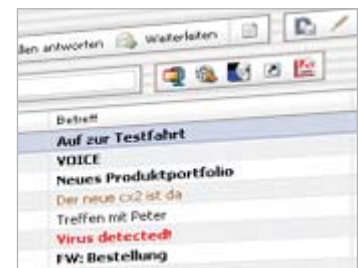 llen antworten Weiterleiten
Betreff
Auf zur Testfahrt
VOICE
Neues Produktportfolio
Der neue cx2 ist da
Treffen mit Peter
Virus detected!
FW: Bestellung